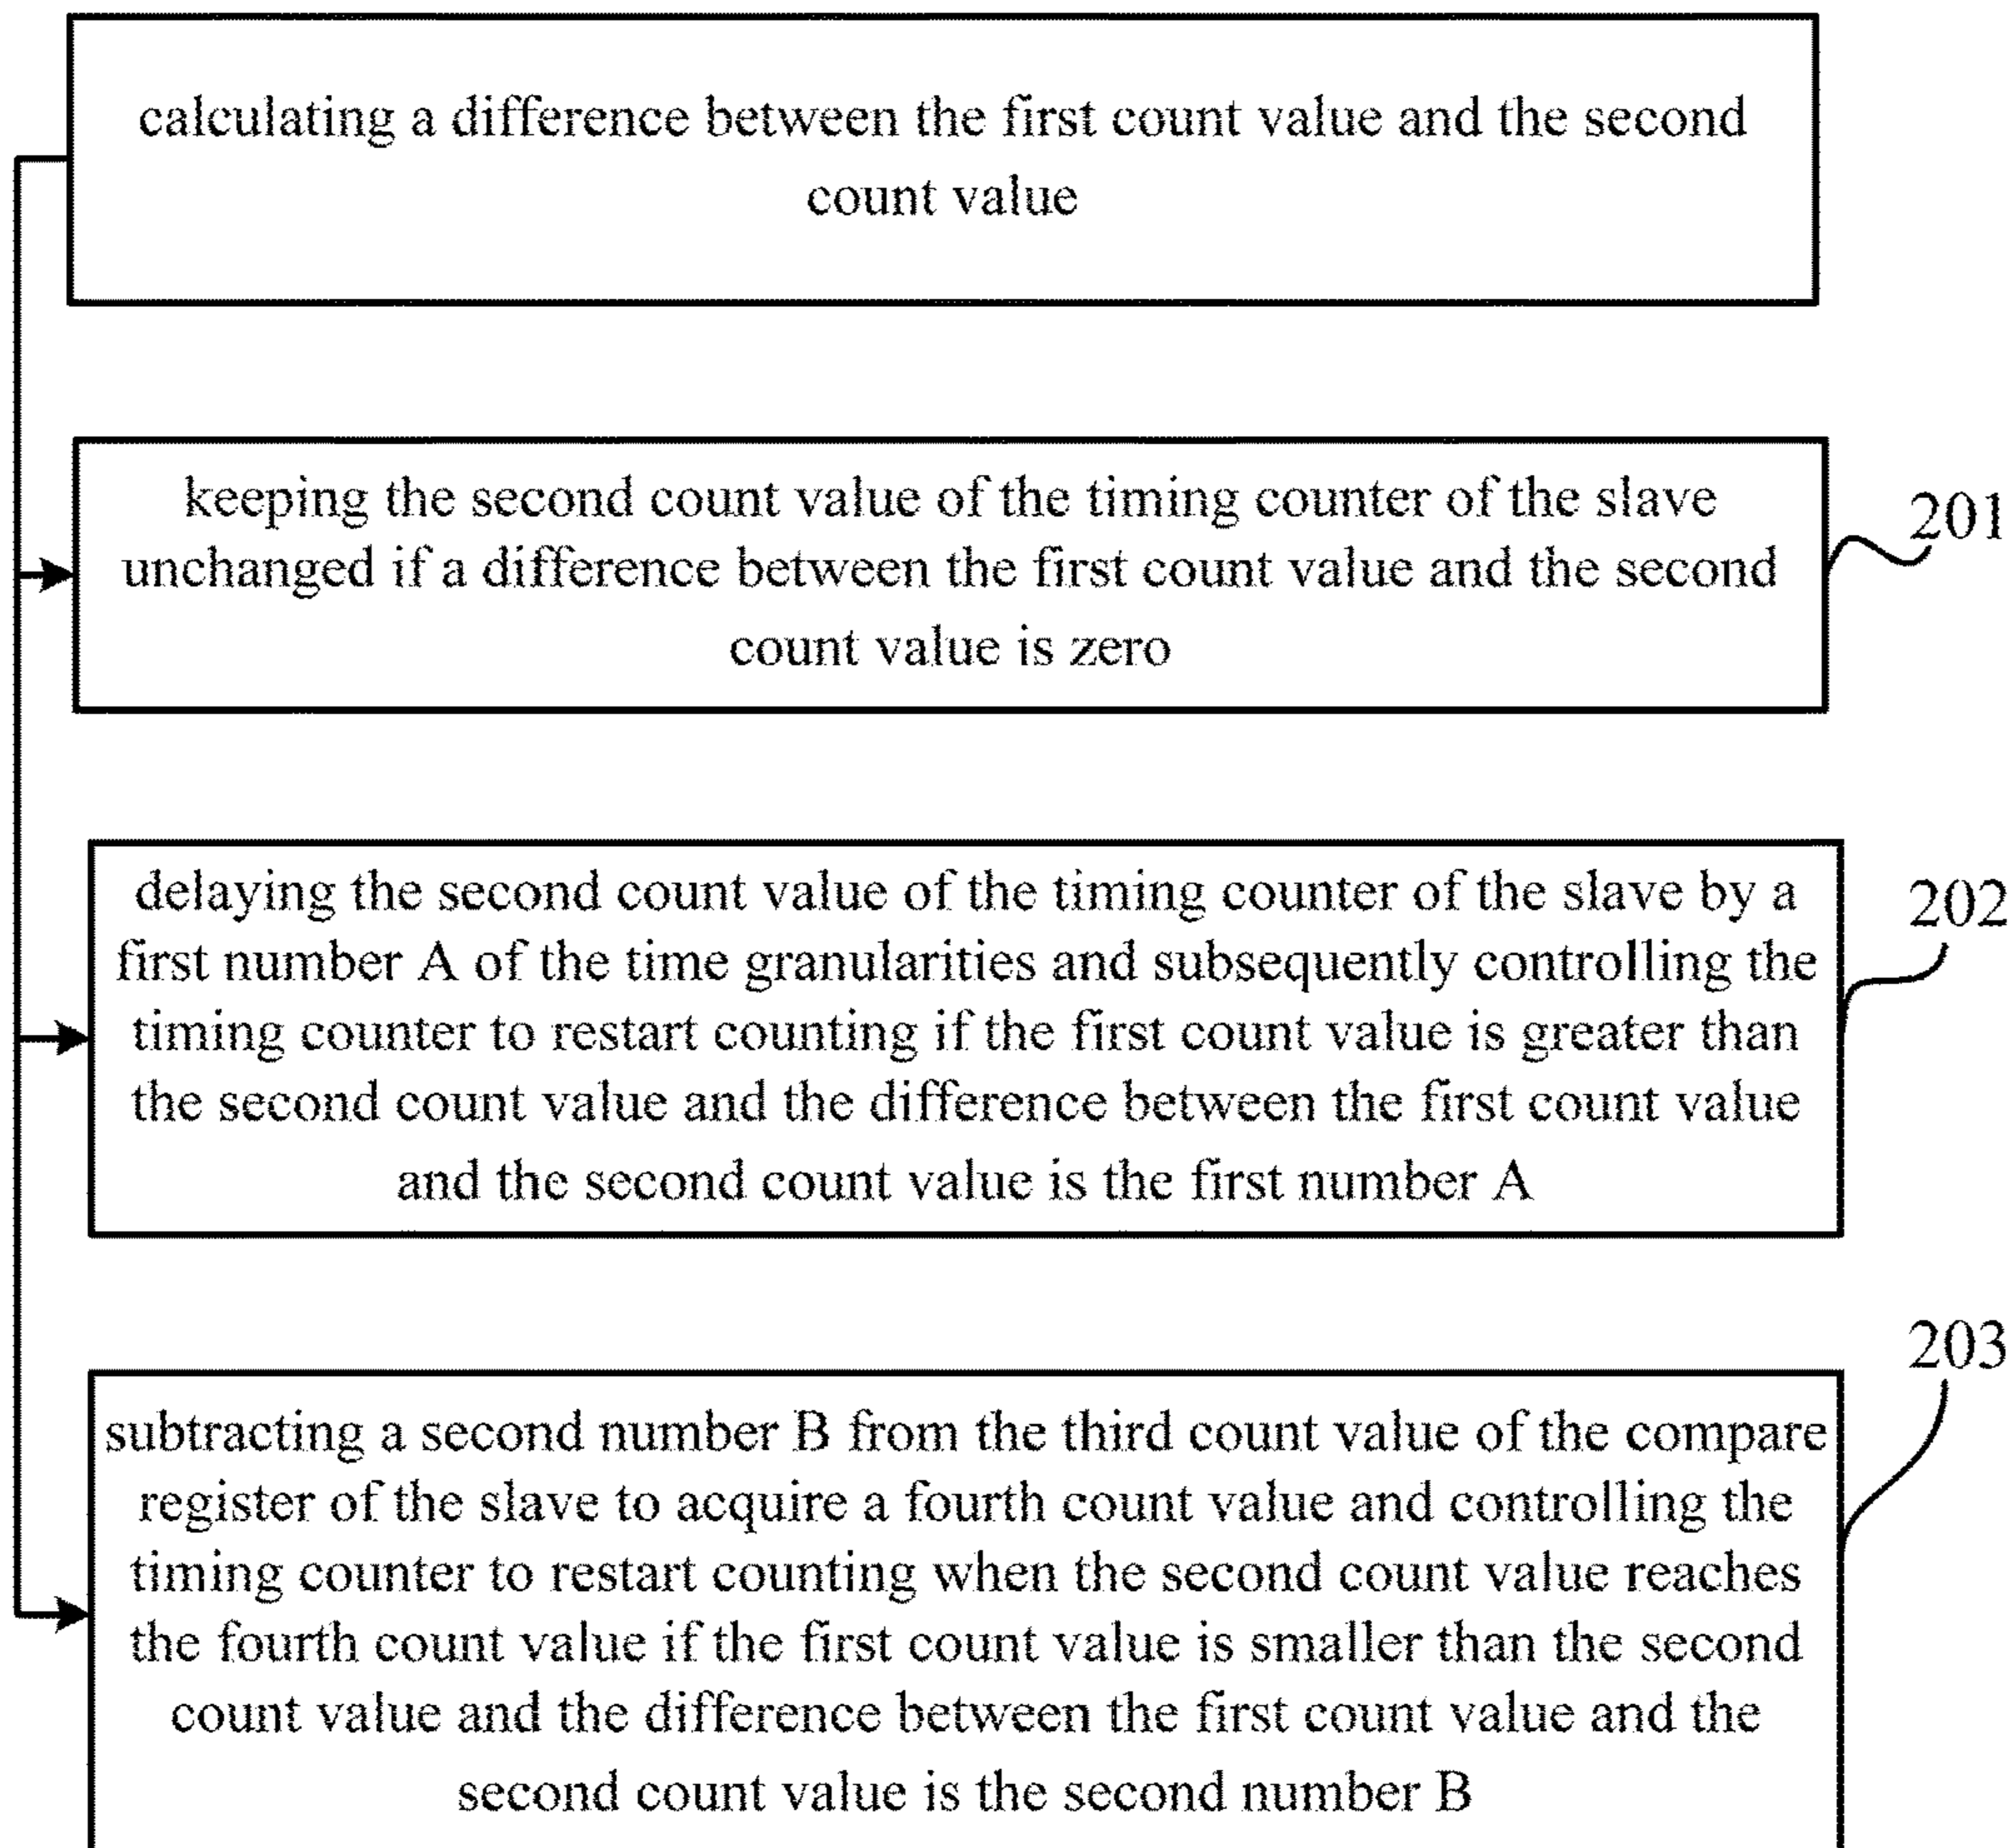 calculating a difference between the first count value and the second
count value
keeping the second count value of the timing counter of the slave
unchanged if a difference between the first count value and the second
count value is zero
201
delaying the second count value of the timing counter of the slave by a
first number A of the time granularities and subsequently controlling the
timing counter to restart counting if the first count value is greater than
the second count value and the difference between the first count value
and the second count value is the first number A
202
subtracting a second number B from the third count value of the compare
register of the slave to acquire a fourth count value and controlling the
timing counter to restart counting when the second count value reaches
the fourth count value if the first count value is smaller than the second
count value and the difference between the first count value and the
second count value is the second number B
203